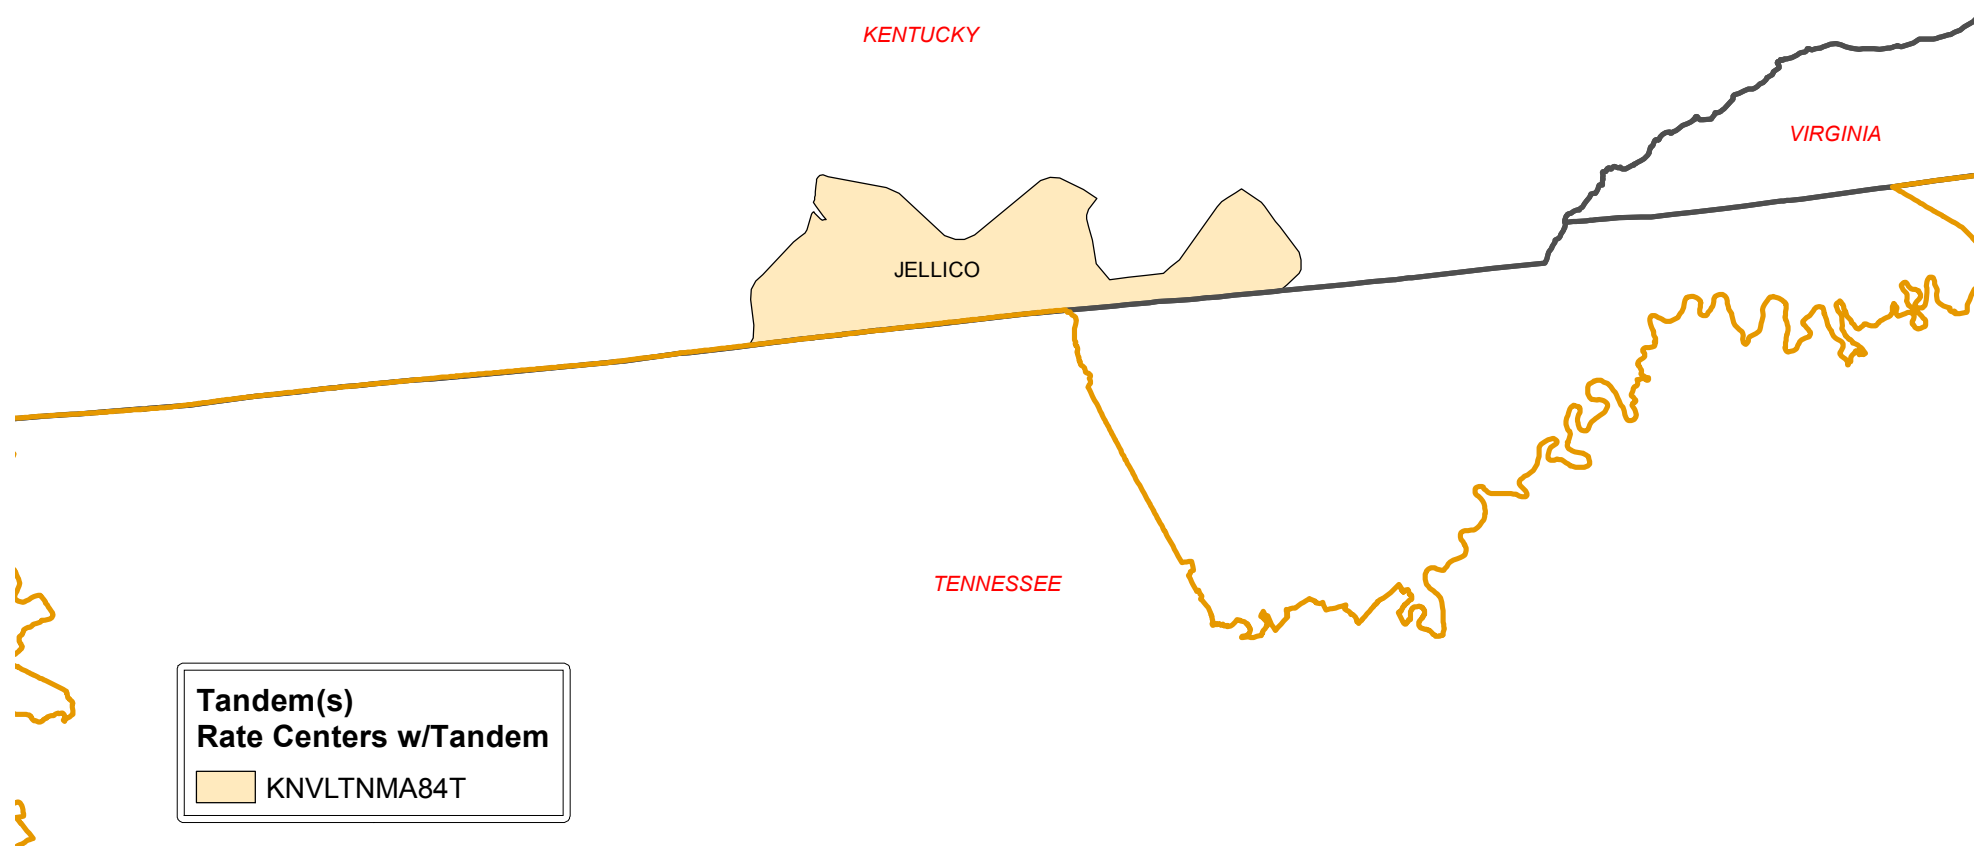 KENTUCKY
VIRGINIA
JELLICO
TENNESSEE
Tandem(s)
Rate Centers w/Tandem
KNVLTNMA84T